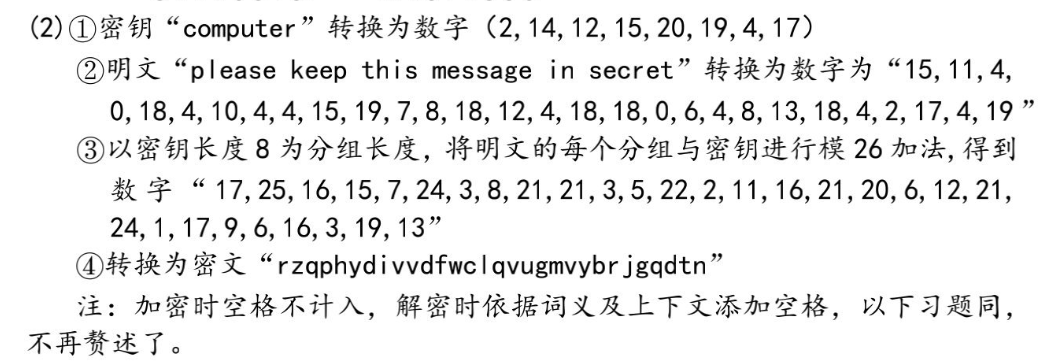 (2)①密钥“computer”转换为数字（2,14,12,15,20,19,4,17）
②明文“please keep this message in secret”转换为数字为“15,11,4,
0,18,4,10,4,4,15,19,7,8,18,12,4,18,18,0,6,4,8,13,18,4,2,17,4,19”
③以密钥长度8为分组长度，将明文的每个分组与密钥进行模26加法,得到
数字“17,25,16,15,7,24,3,8,21,21,3,5,22,2,11,16,21,20,6,12,21,
24,1,17,9,6,16,3,19,13”
④转换为密文“rzqphydivvdfwclqvugmvybrjgqdtn”
注：加密时空格不计入，解密时依据词义及上下文添加空格，以下习题同，
不再赘述了。